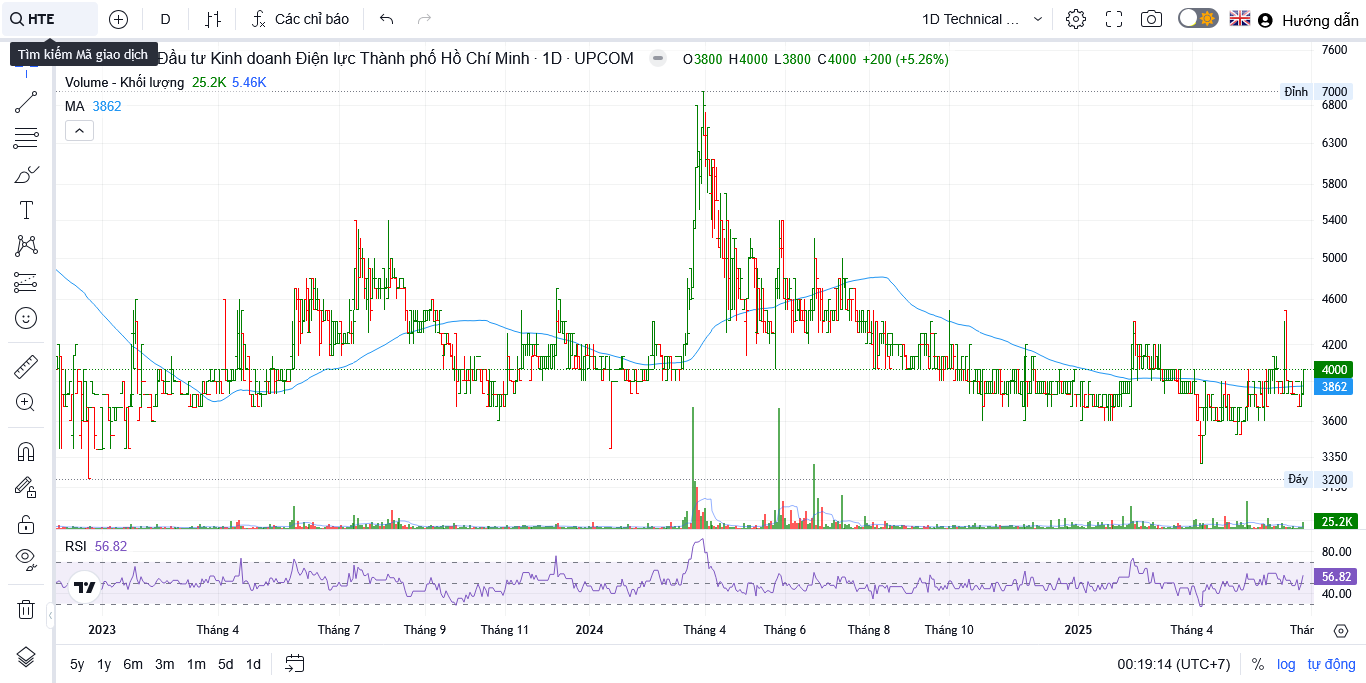 HTE
D
Các chỉ báo
1D Technical ...
Hướng dẫn
Tìm kiếm Mã giao dịch
Đầu tư Kinh doanh Điện lực Thành phố Hồ Chí Minh · 1D · UPCOM
O3800 H4000 L3800 C4000 +200 (+5.26%)
Volume - Khối lượng 25.2K 5.46K
MA 3862
7600
Đỉnh 7000
6800
6300
5800
5400
5000
4600
4200
4000
3862
3600
3350
Đáy 3200
25.2K
RSI 56.82
80.00
56.82
40.00
2023 Tháng 4 Tháng 7 Tháng 9 Tháng 11 2024 Tháng 4 Tháng 6 Tháng 8 Tháng 10 2025 Tháng 4 Thár
5y 1y 6m 3m 1m 5d 1d
00:19:14 (UTC+7) % log tự động